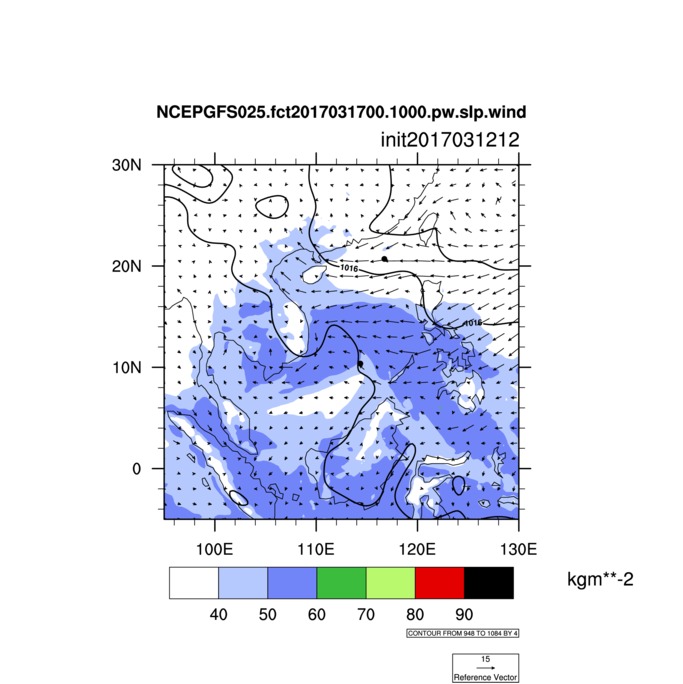 NCEPGFS025.fct2017031700.1000.pw.slp.wind
init2017031212
30N
20N
10N
0
1016
1016
100E
110E
120E
130E
40
50
60
70
80
90
kgm**-2
CONTOUR FROM 948 TO 1084 BY 4
15
Reference Vector